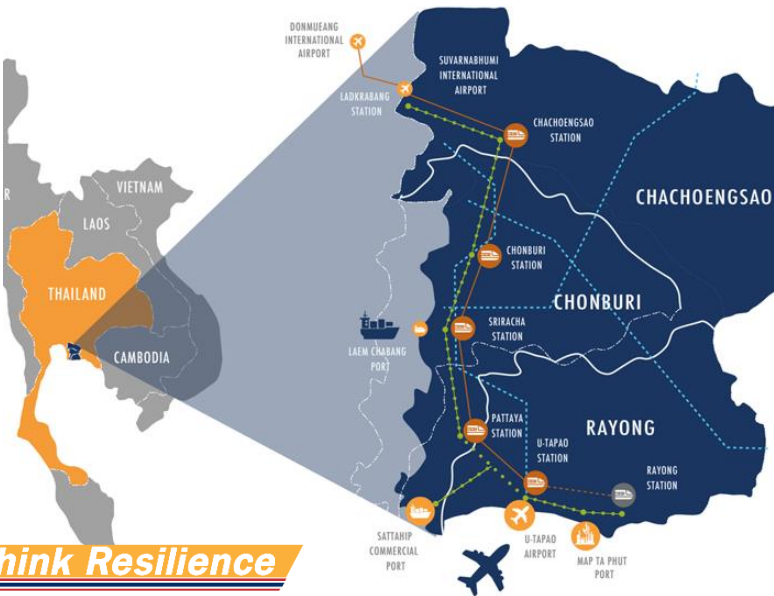 DONMUEANG
INTERNATIONAL
AIRPORT
SUVARNABHUMI
INTERNATIONAL
AIRPORT
LADKRABANG
STATION
CHACHOENGSAO
STATION
R
VIETNAM
LAOS
THAILAND
CAMBODIA
CHACHOENGSAO
CHONBURI
STATION
CHONBURI
SRIRACHA
STATION
LAEM CHABANG
PORT
PATTAYA
STATION
RAYONG
U-TAPAO
STATION
RAYONG
STATION
SATTAHIP
COMMERCIAL
PORT
U-TAPAO
AIRPORT
MAP TA PHUT
PORT
hink Resilience